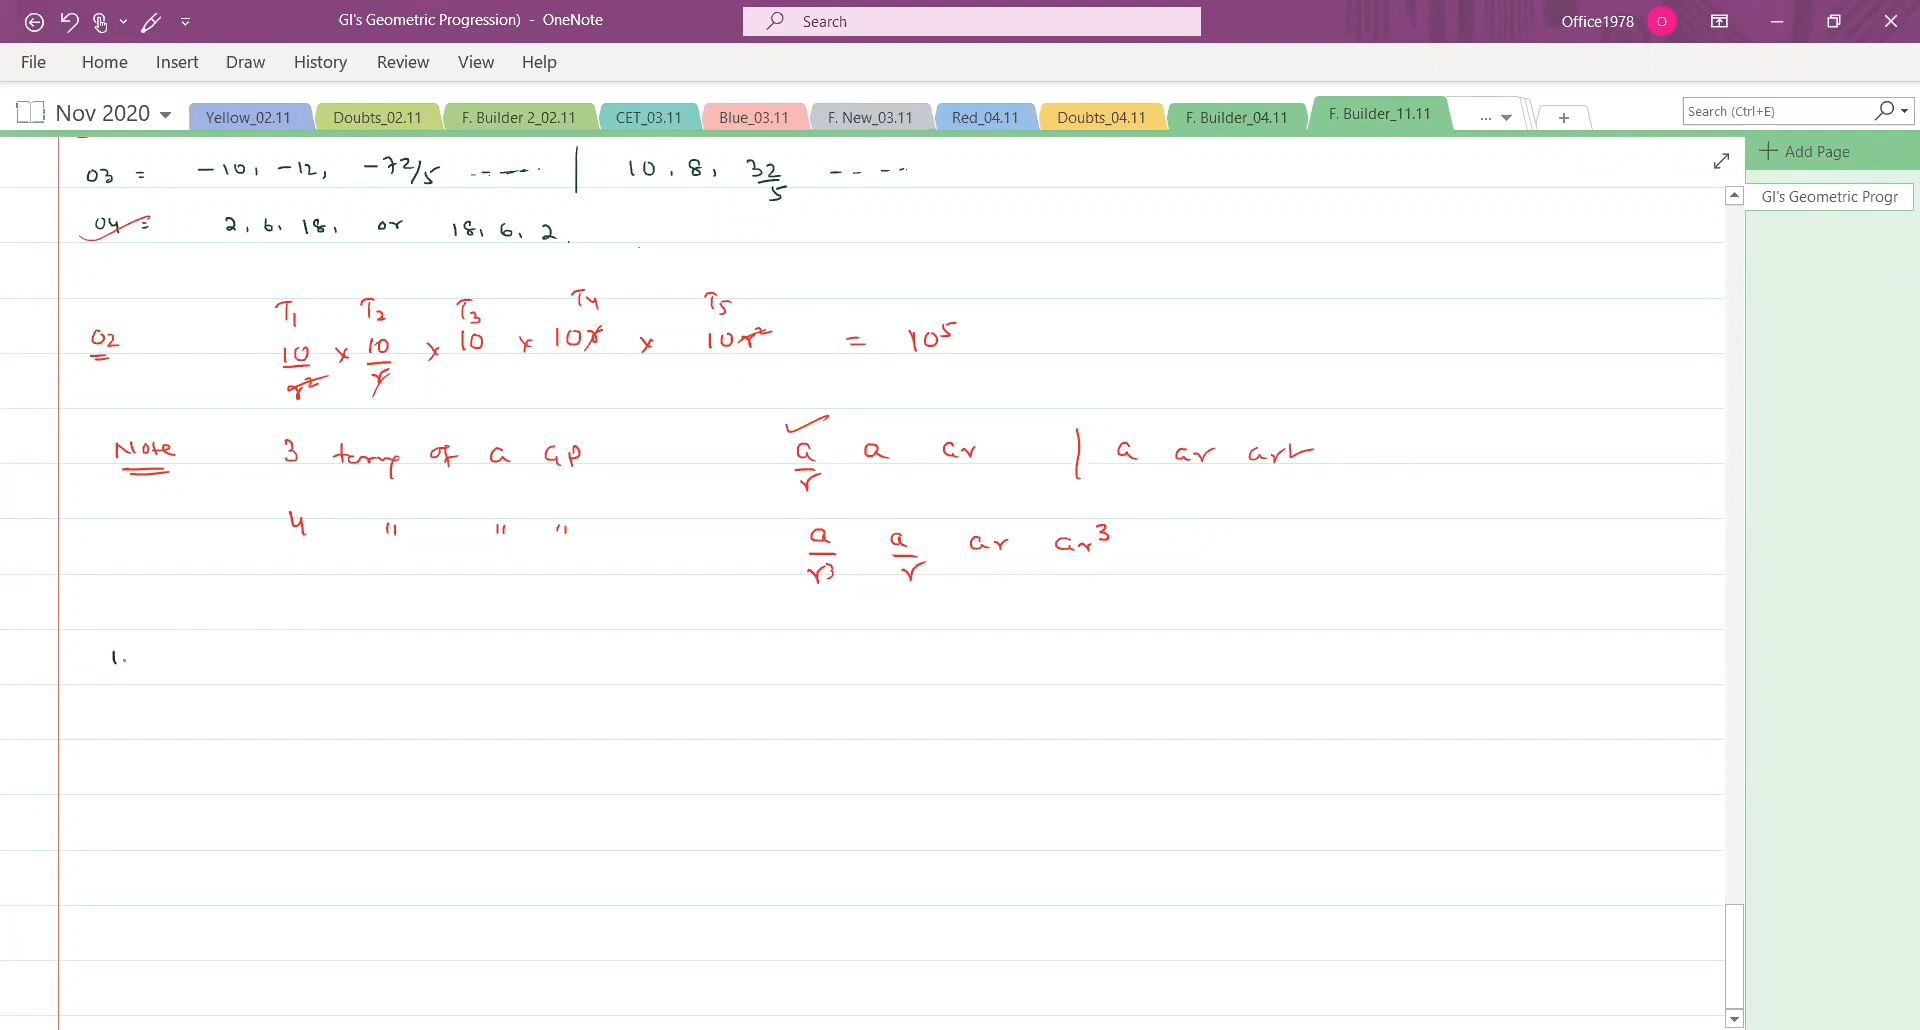 GI's Geometric Progression) - OneNote
Search
Office1978
O
File Home Insert Draw History Review View Help
Nov 2020
Yellow_02.11 Doubts_02.11 F. Builder 2_02.11 CET_03.11 Blue_03.11 F. New_03.11 Red_04.11 Doubts_04.11 F. Builder_04.11 F. Builder_11.11 ... +
Search (Ctrl+E)
+ Add Page
GI's Geometric Progr
03 = -10, -12, -72/5 ------ | 10, 8, 32/5 -----
04 = 2, 6, 18, or 18, 6, 2.
T1 T2 T3 T4 T5
02 10/r² × 10/r × 10 × 10r × 10r² = 10⁵
Note 3 terms of a GP a/r a ar | a ar ar²
4 " " " a/r³ a/r ar ar³
1.